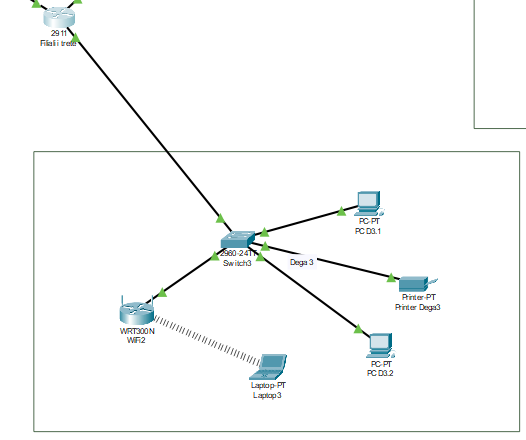 2911
Filiali i trete
PC-PT
PC D3.1
2960-24TT
Switch3
Dega 3
Printer-PT
Printer Dega3
WRT300N
WiFi2
PC-PT
PC D3.2
Laptop-PT
Laptop3